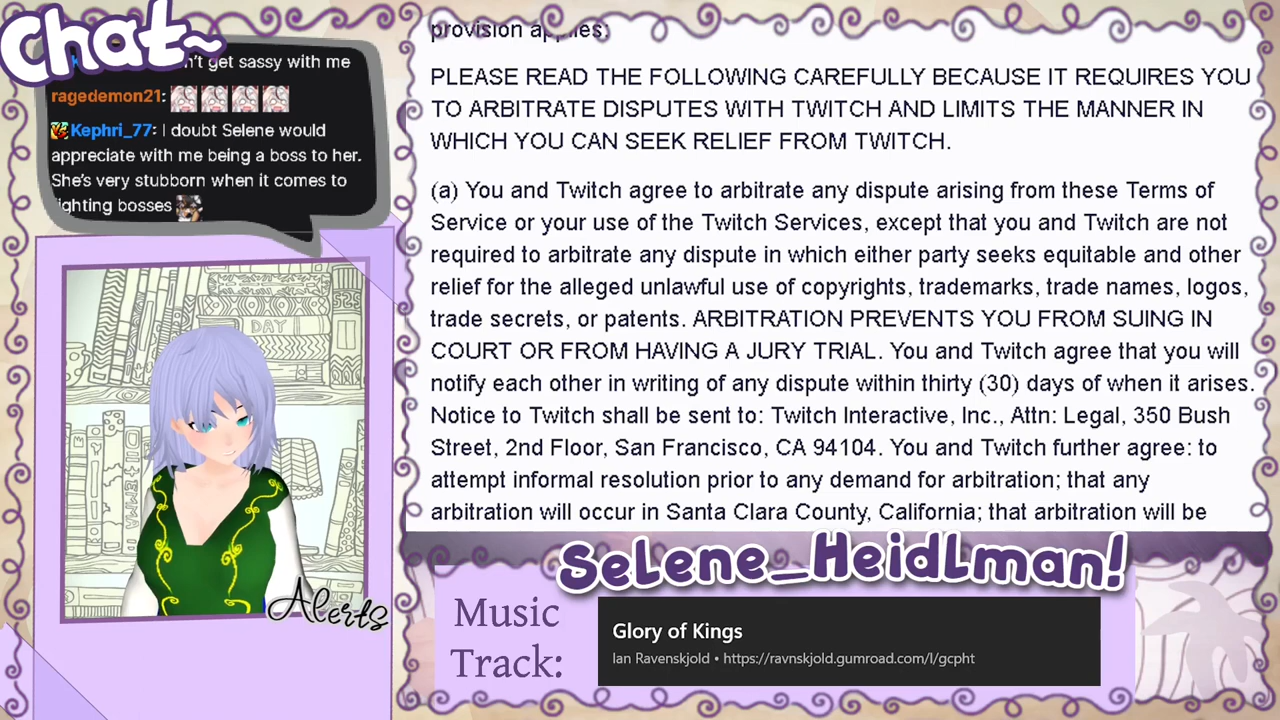 Chat~
n't get sassy with me
ragedemon21:
Kephri_77: I doubt Selene would
appreciate with me being a boss to her.
She's very stubborn when it comes to
fighting bosses
DAY
Alerts
provision applies:
PLEASE READ THE FOLLOWING CAREFULLY BECAUSE IT REQUIRES YOU
TO ARBITRATE DISPUTES WITH TWITCH AND LIMITS THE MANNER IN
WHICH YOU CAN SEEK RELIEF FROM TWITCH.
(a) You and Twitch agree to arbitrate any dispute arising from these Terms of
Service or your use of the Twitch Services, except that you and Twitch are not
required to arbitrate any dispute in which either party seeks equitable and other
relief for the alleged unlawful use of copyrights, trademarks, trade names, logos,
trade secrets, or patents. ARBITRATION PREVENTS YOU FROM SUING IN
COURT OR FROM HAVING A JURY TRIAL. You and Twitch agree that you will
notify each other in writing of any dispute within thirty (30) days of when it arises.
Notice to Twitch shall be sent to: Twitch Interactive, Inc., Attn: Legal, 350 Bush
Street, 2nd Floor, San Francisco, CA 94104. You and Twitch further agree: to
attempt informal resolution prior to any demand for arbitration; that any
arbitration will occur in Santa Clara County, California; that arbitration will be
Selene_Heidlman!
Music
Track:
Glory of Kings
Ian Ravenskjold • https://ravnskjold.gumroad.com/l/gcpht